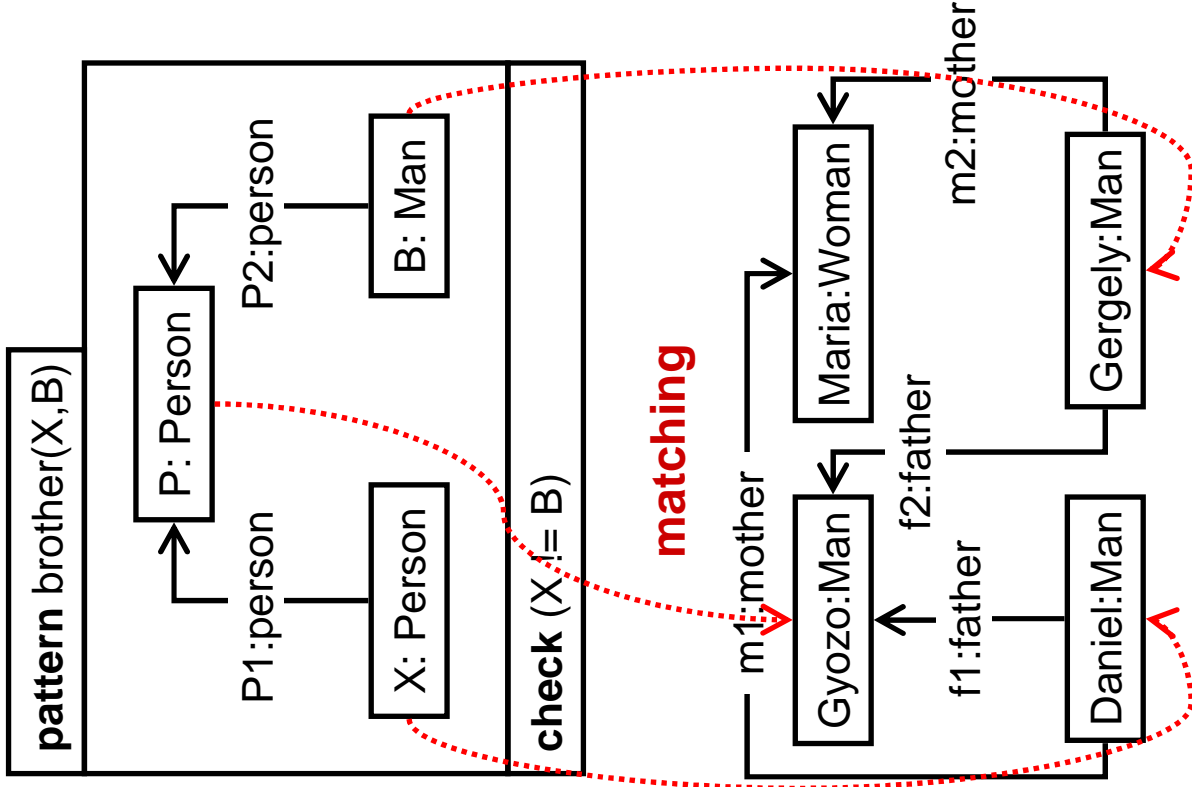 pattern brother(X,B)
P: Person
P1:person
P2:person
X: Person
B: Man
check (X != B)
matching
m1:mother
m2:mother
Gyozo:Man
Maria:Woman
f1:father
f2:father
Daniel:Man
Gergely:Man